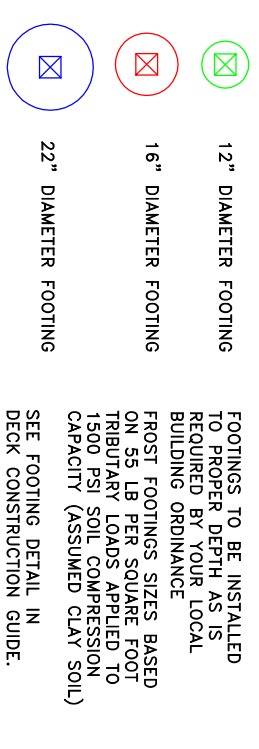 12" DIAMETER FOOTING
16" DIAMETER FOOTING
22" DIAMETER FOOTING
FOOTINGS TO BE INSTALLED
TO PROPER DEPTH AS IS
REQUIRED BY YOUR LOCAL
BUILDING ORDINANCE
FROST FOOTINGS SIZES BASED
ON 55 LB PER SQUARE FOOT
TRIBUTARY LOADS APPLIED TO
1500 PSI SOIL COMPRESSION
CAPACITY (ASSUMED CLAY SOIL)
SEE FOOTING DETAIL IN
DECK CONSTRUCTION GUIDE.